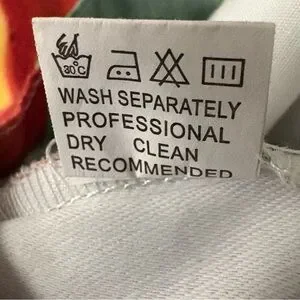 30°C
WASH SEPARATELY
PROFESSIONAL
DRY CLEAN
RECOMMENDED